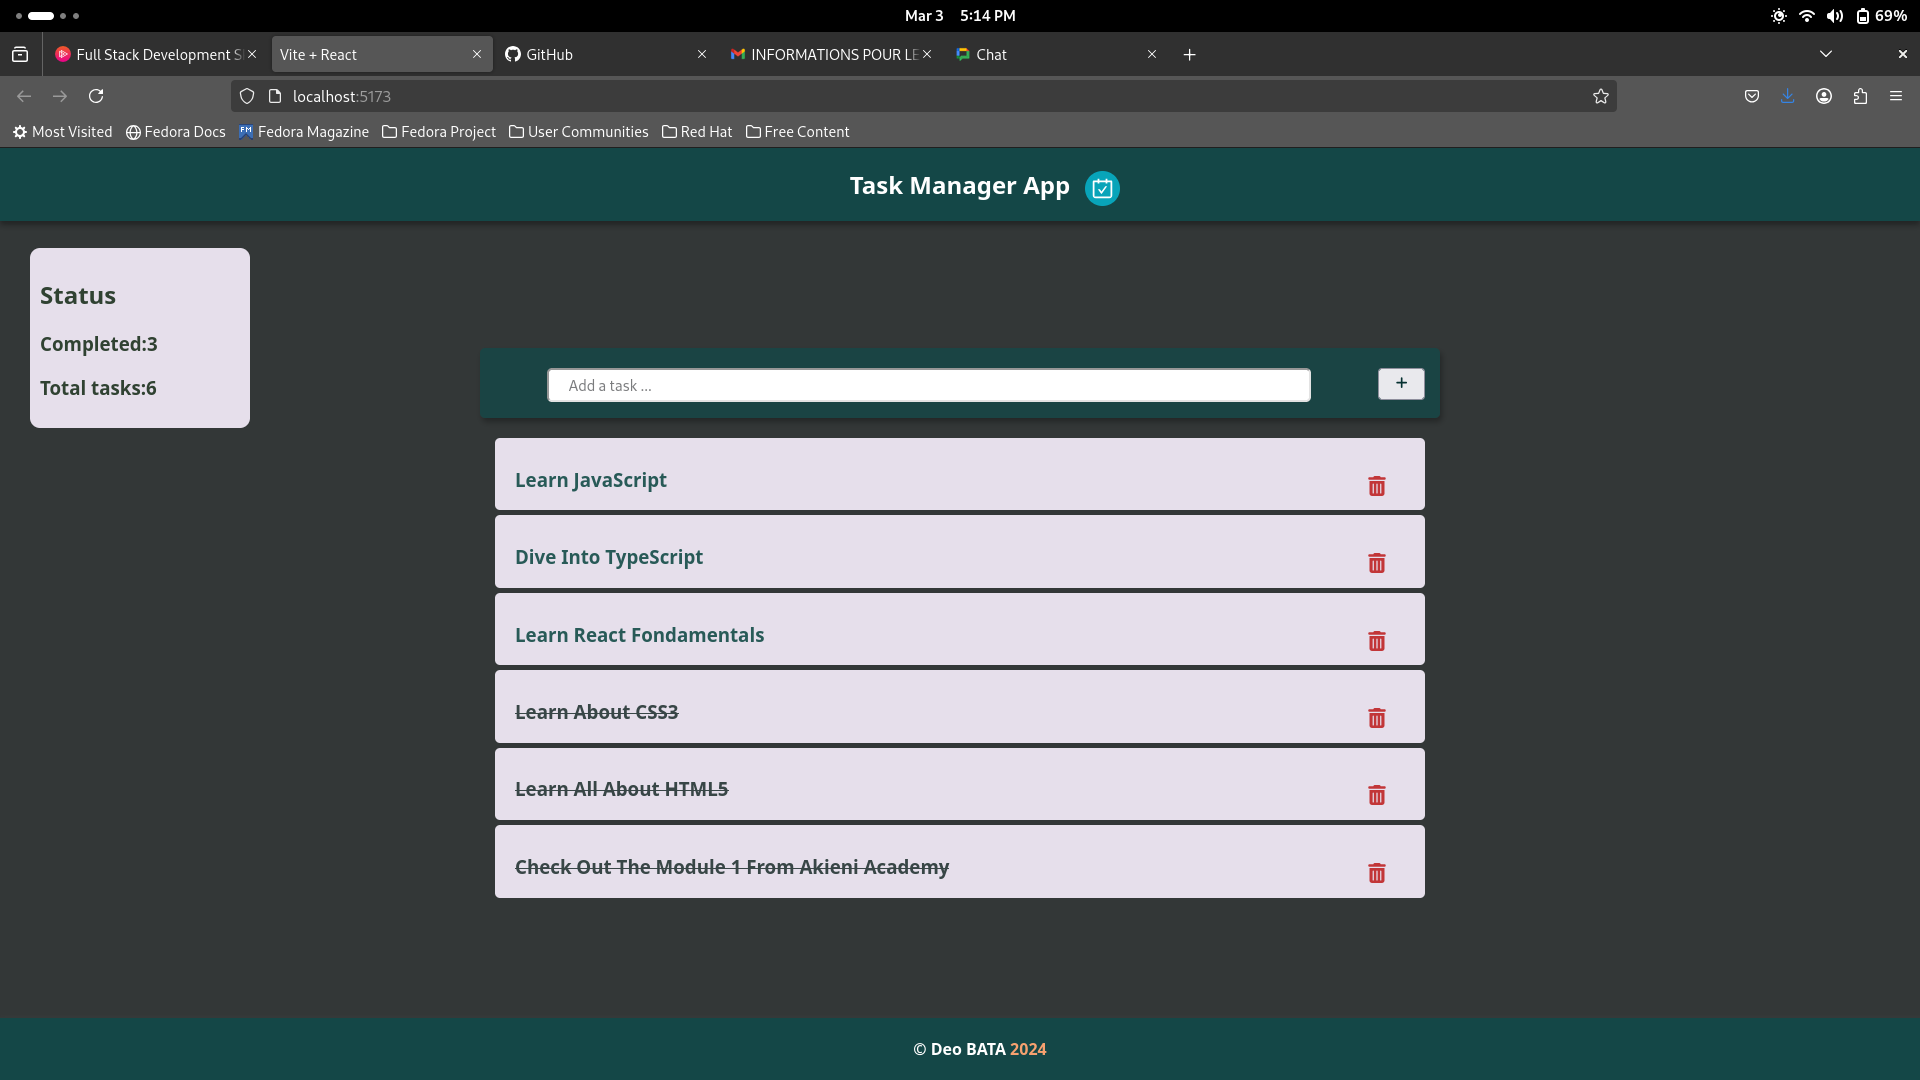 Mar 3 5:14 PM
69%
Full Stack Development S
Vite + React
GitHub
INFORMATIONS POUR LE
Chat
localhost:5173
Most Visited
Fedora Docs
Fedora Magazine
Fedora Project
User Communities
Red Hat
Free Content
Task Manager App
Status
Completed:3
Total tasks:6
Add a task ...
+
Learn JavaScript
Dive Into TypeScript
Learn React Fondamentals
Learn About CSS3
Learn All About HTML5
Check Out The Module 1 From Akieni Academy
© Deo BATA 2024